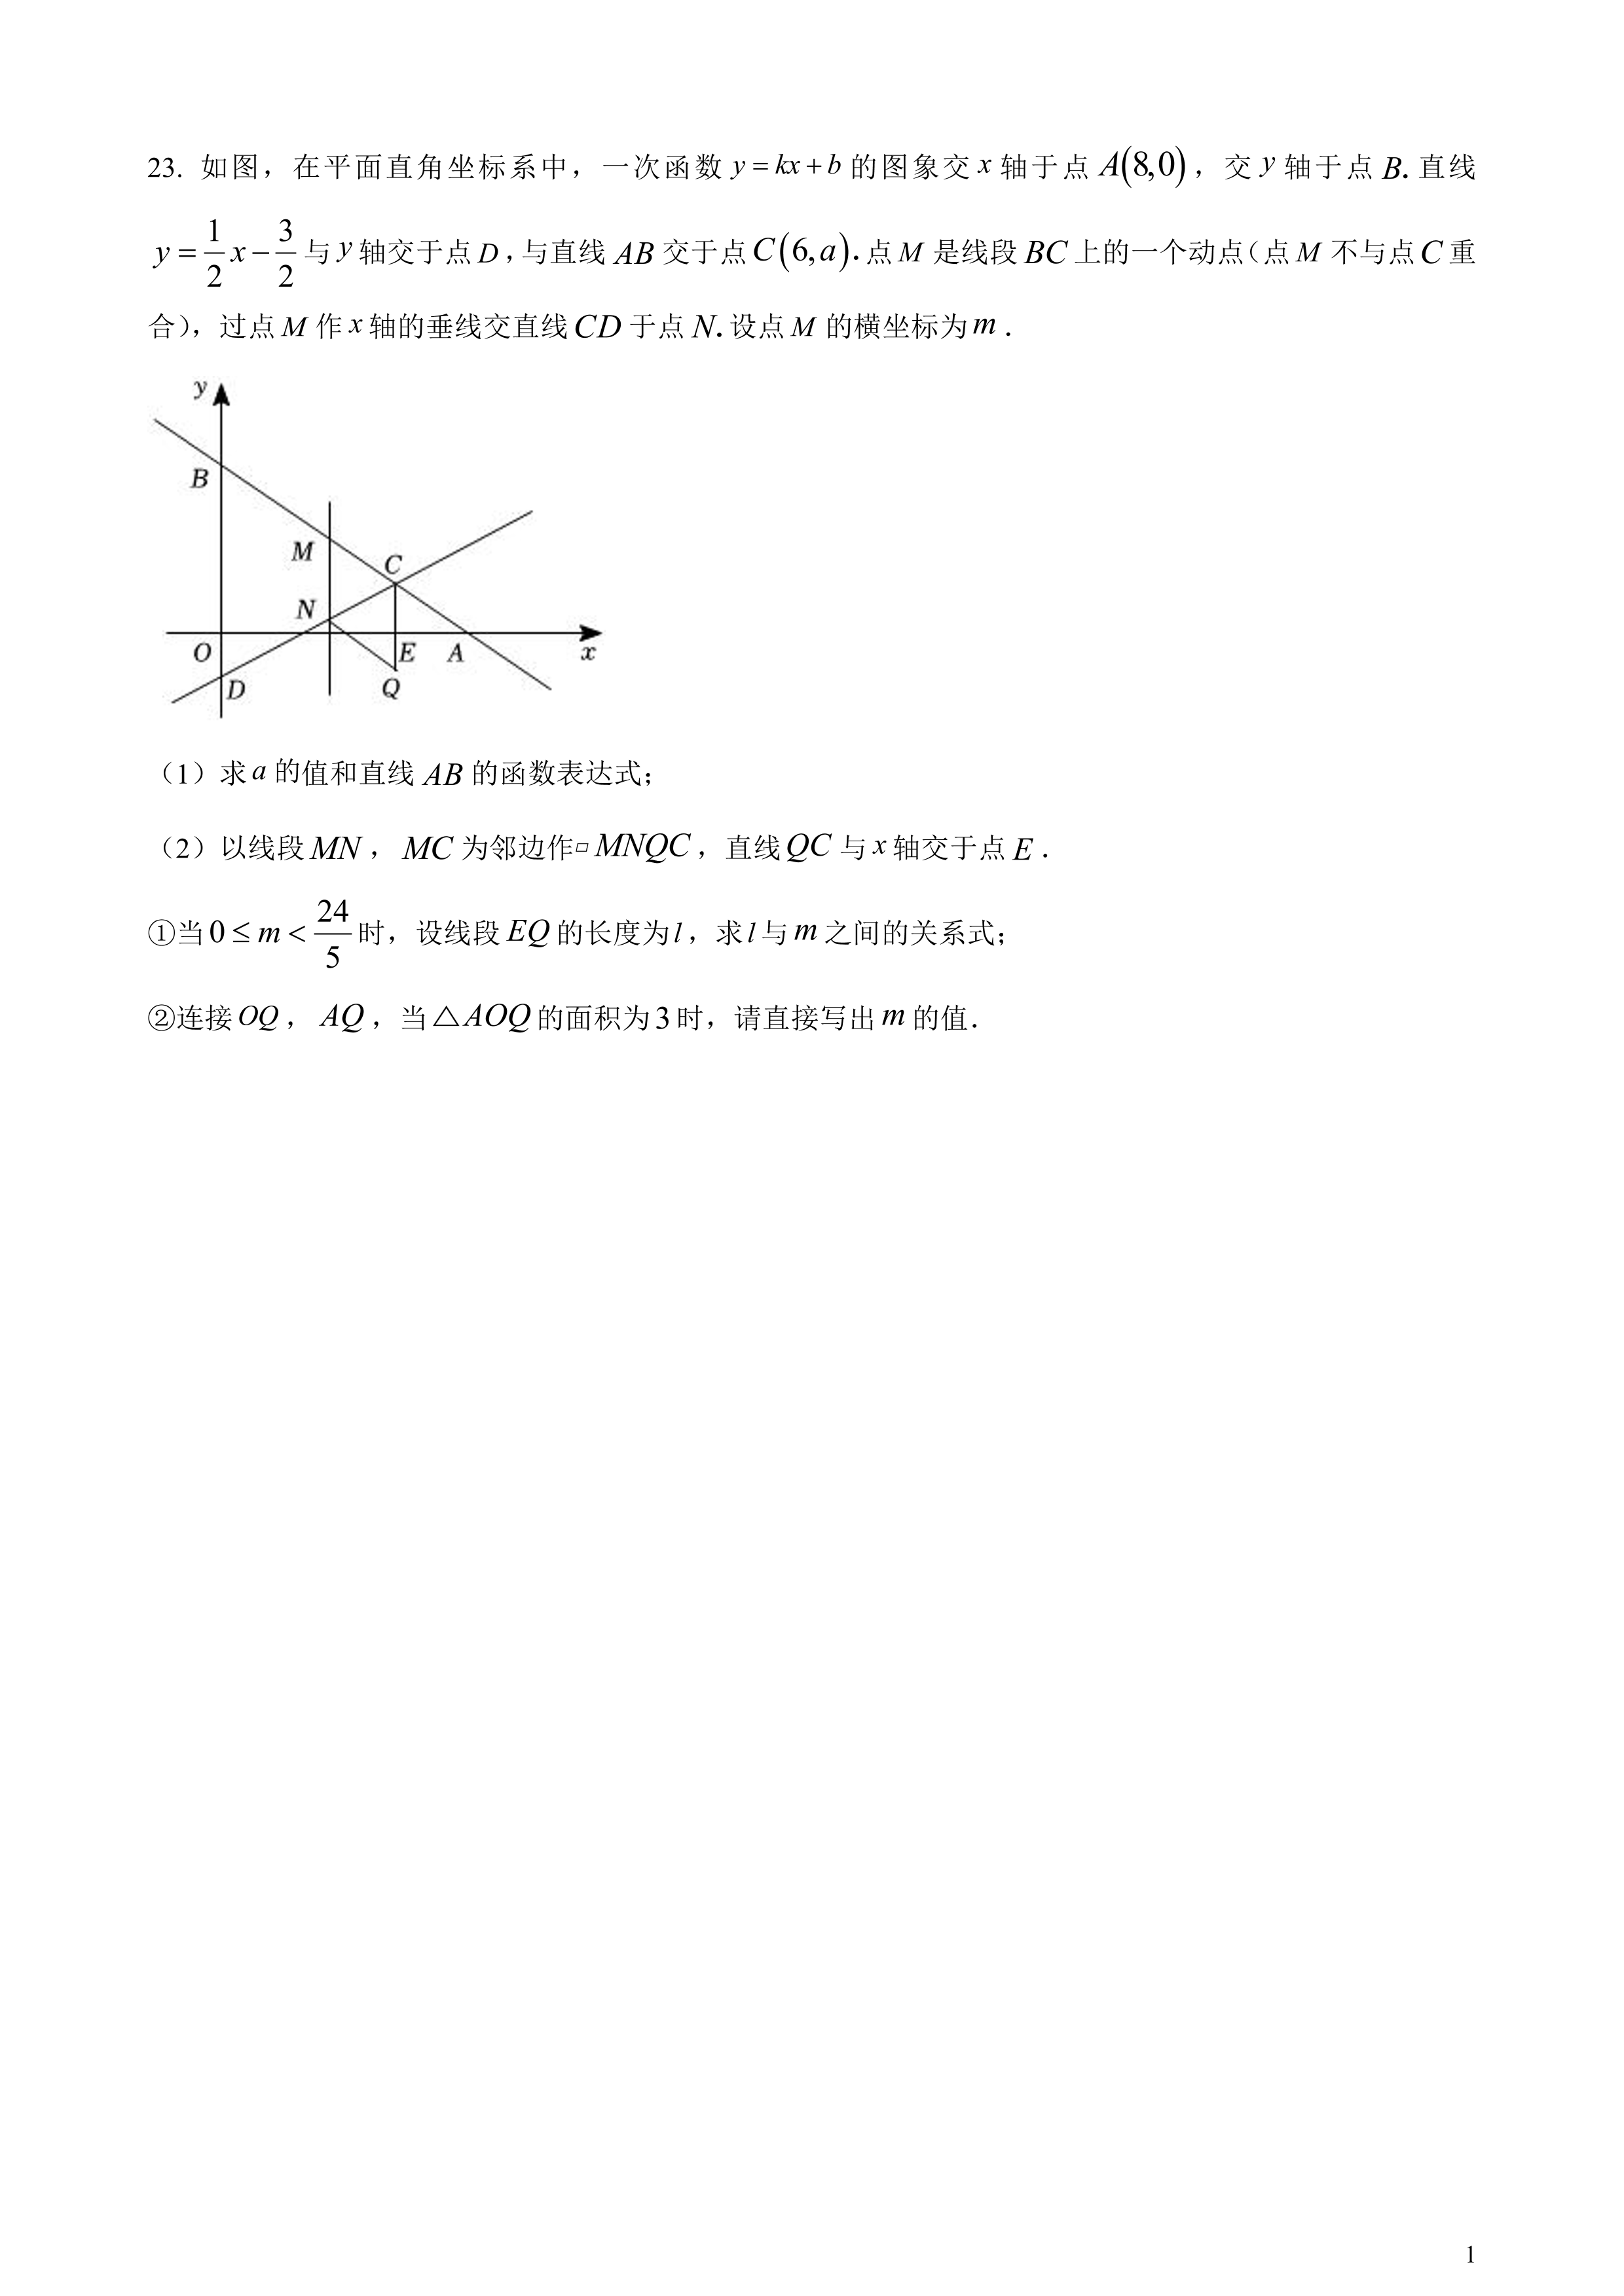 23. 如图，在平面直角坐标系中，一次函数 y = kx + b 的图象交 x 轴于点 A(8,0)，交 y 轴于点 B. 直线
y = 1/2 x − 3/2 与 y 轴交于点 D，与直线 AB 交于点 C(6,a). 点 M 是线段 BC 上的一个动点（点 M 不与点 C 重
合），过点 M 作 x 轴的垂线交直线 CD 于点 N. 设点 M 的横坐标为 m．
y
B
M
C
N
O
E
A
x
D
Q
（1）求 a 的值和直线 AB 的函数表达式；
（2）以线段 MN，MC 为邻边作▱MNQC，直线 QC 与 x 轴交于点 E．
①当 0 ≤ m < 24/5 时，设线段 EQ 的长度为 l，求 l 与 m 之间的关系式；
②连接 OQ，AQ，当 △AOQ 的面积为 3 时，请直接写出 m 的值．
1